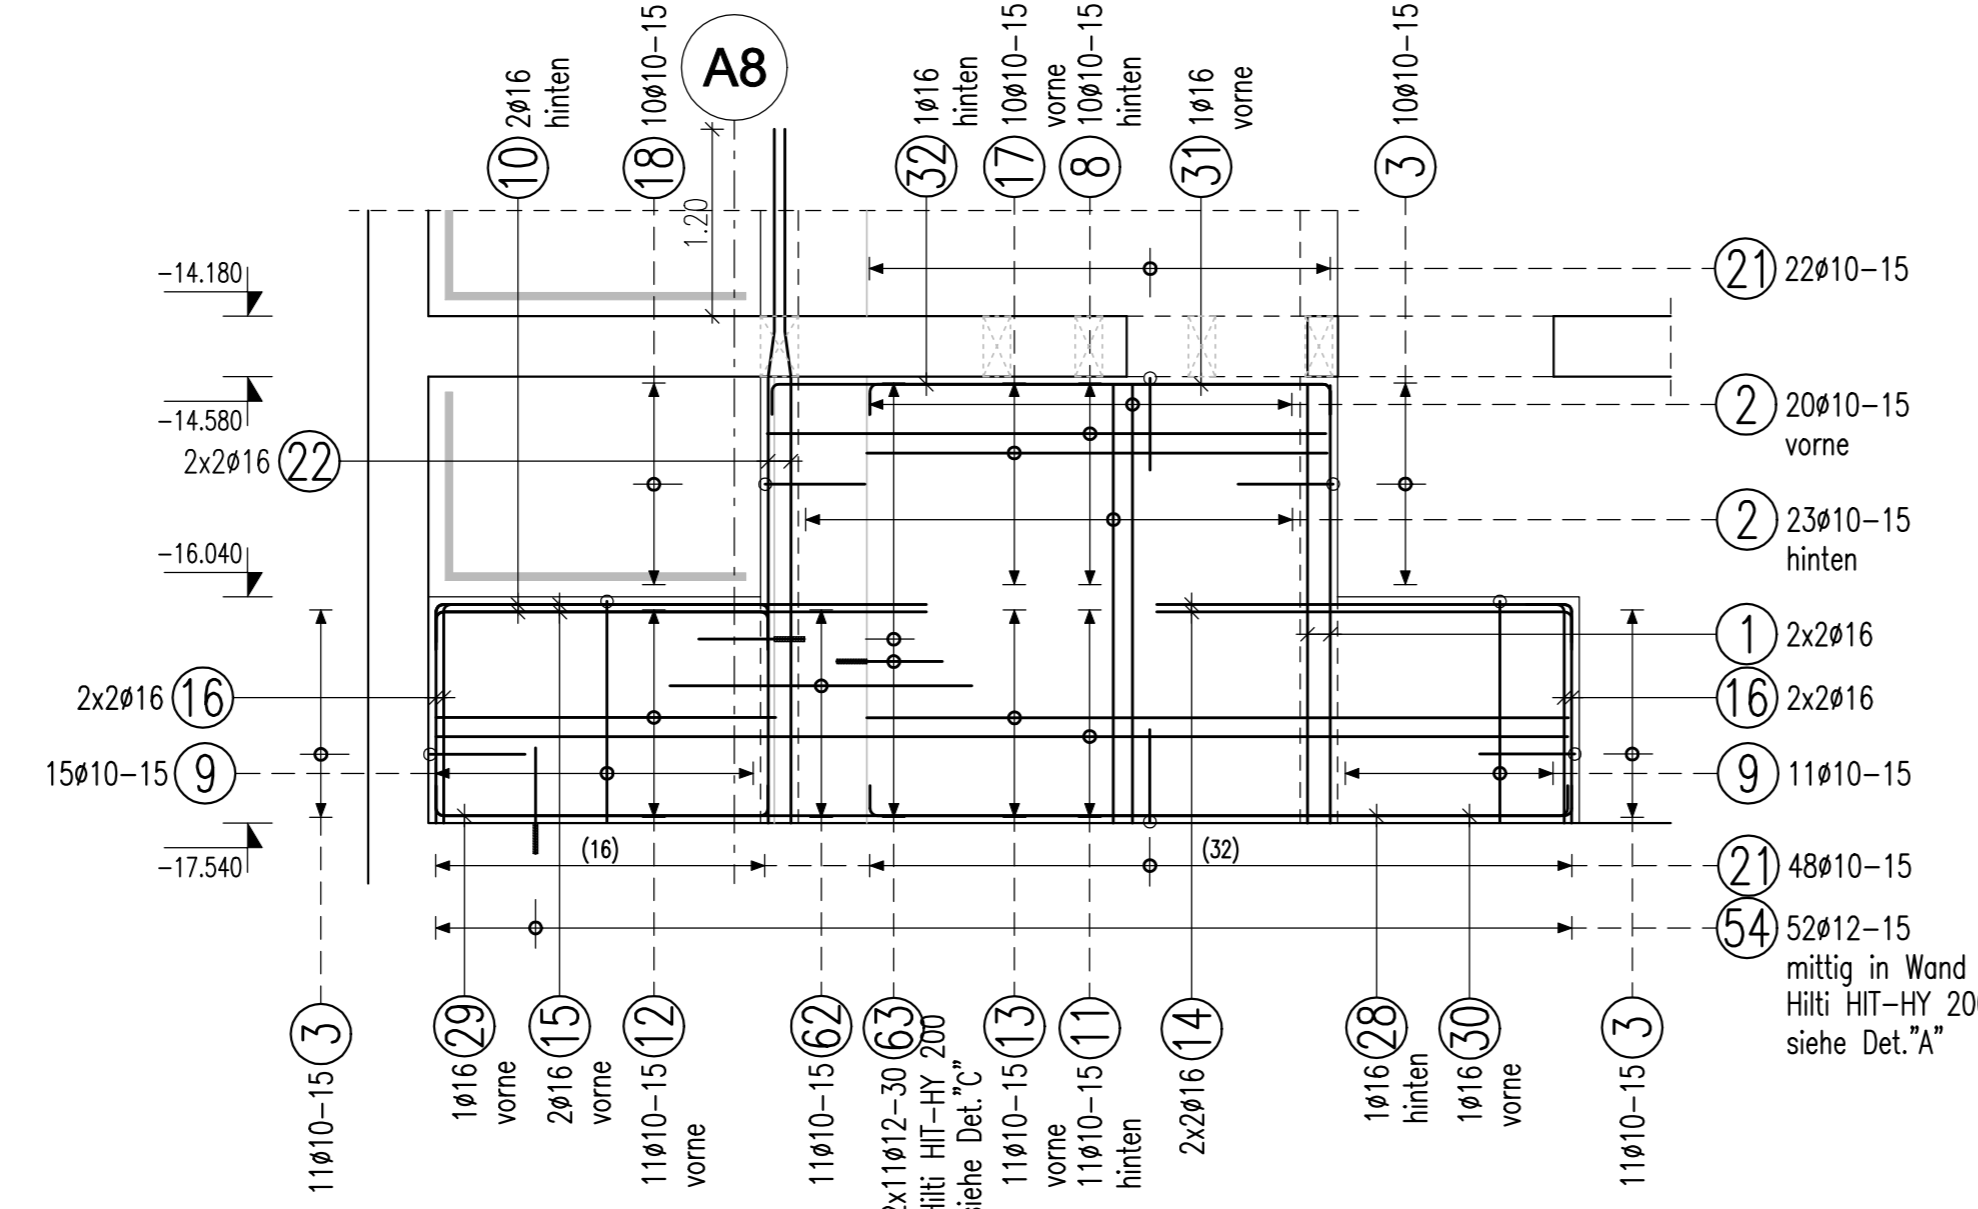 2ø16
hinten
10
10ø10-15
18
A8
1ø16
hinten
32
10ø10-15
vorne
17
10ø10-15
hinten
8
1ø16
vorne
31
10ø10-15
3
1.20
-14.180
-14.580
2x2ø16 22
-16.040
2x2ø16 16
15ø10-15 9
-17.540
21 22ø10-15
2 20ø10-15
vorne
2 23ø10-15
hinten
1 2x2ø16
16 2x2ø16
9 11ø10-15
(16)
(32)
21 48ø10-15
54 52ø12-15
mittig in Wand
Hilti HIT-HY
siehe Det."A"
11ø10-15 3
1ø16 29
vorne
2ø16 15
vorne
11ø10-15 12
vorne
11ø10-15 62
2x11ø12-30 63
Hilti HIT-HY 200
siehe Det."C"
11ø10-15 13
vorne
11ø10-15 11
hinten
2x2ø16 14
1ø16 28
hinten
1ø16 30
vorne
11ø10-15 3